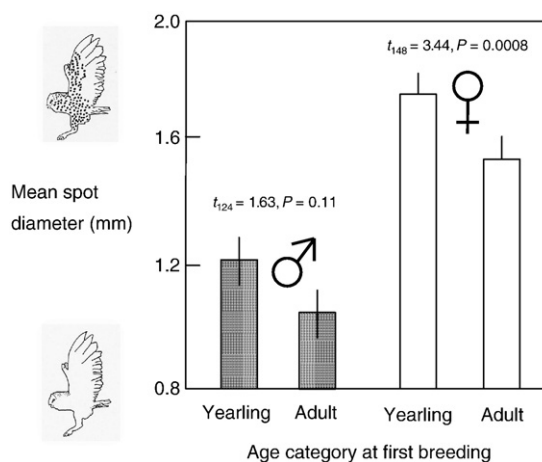 2.0
t148 = 3.44, P = 0.0008
1.6
Mean spot
diameter (mm)
t124 = 1.63, P = 0.11
1.2
0.8
Yearling Adult Yearling Adult
Age category at first breeding